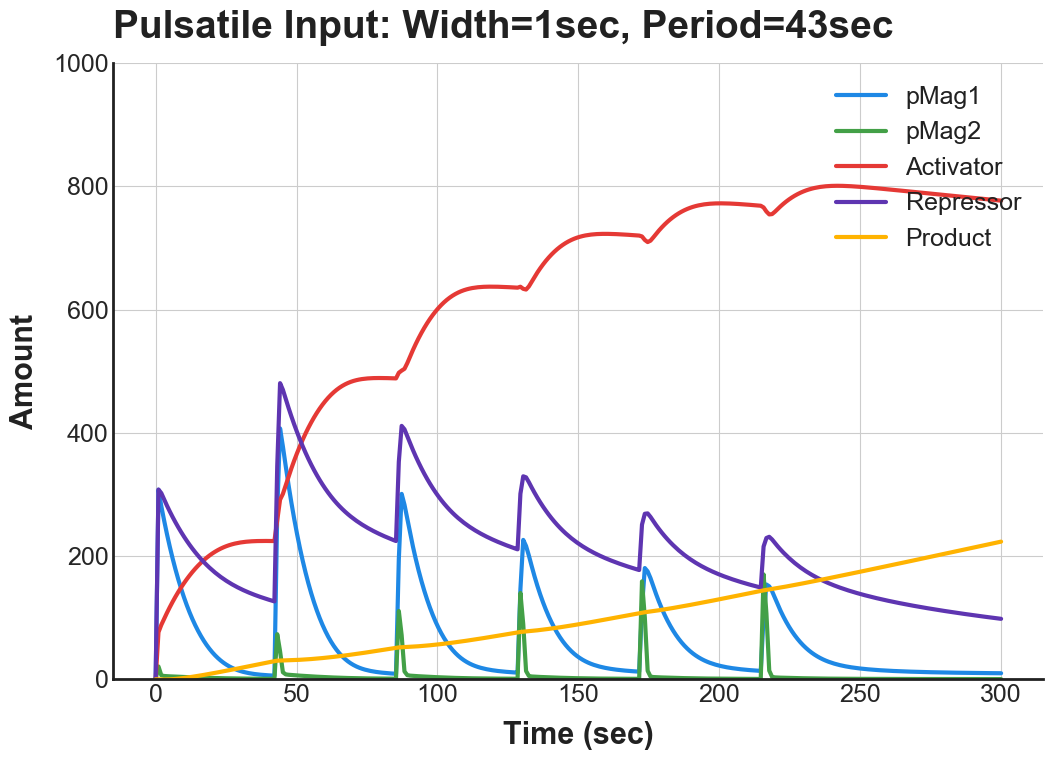 Pulsatile Input: Width=1sec, Period=43sec
1000
800
600
400
200
0
Amount
pMag1
pMag2
Activator
Repressor
Product
0 50 100 150 200 250 300
Time (sec)